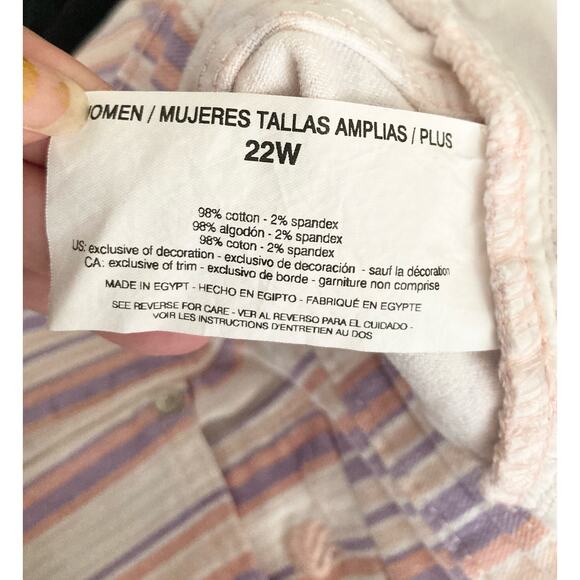 WOMEN / MUJERES TALLAS AMPLIAS / PLUS
22W
98% cotton - 2% spandex
98% algodón - 2% spandex
98% coton - 2% spandex
US: exclusive of decoration - exclusivo de decoración - sauf la décoration
CA: exclusive of trim - exclusivo de borde - garniture non comprise
MADE IN EGYPT - HECHO EN EGIPTO - FABRIQUÉ EN EGYPTE
SEE REVERSE FOR CARE - VER AL REVERSO PARA EL CUIDADO -
VOIR LES INSTRUCTIONS D'ENTRETIEN AU DOS